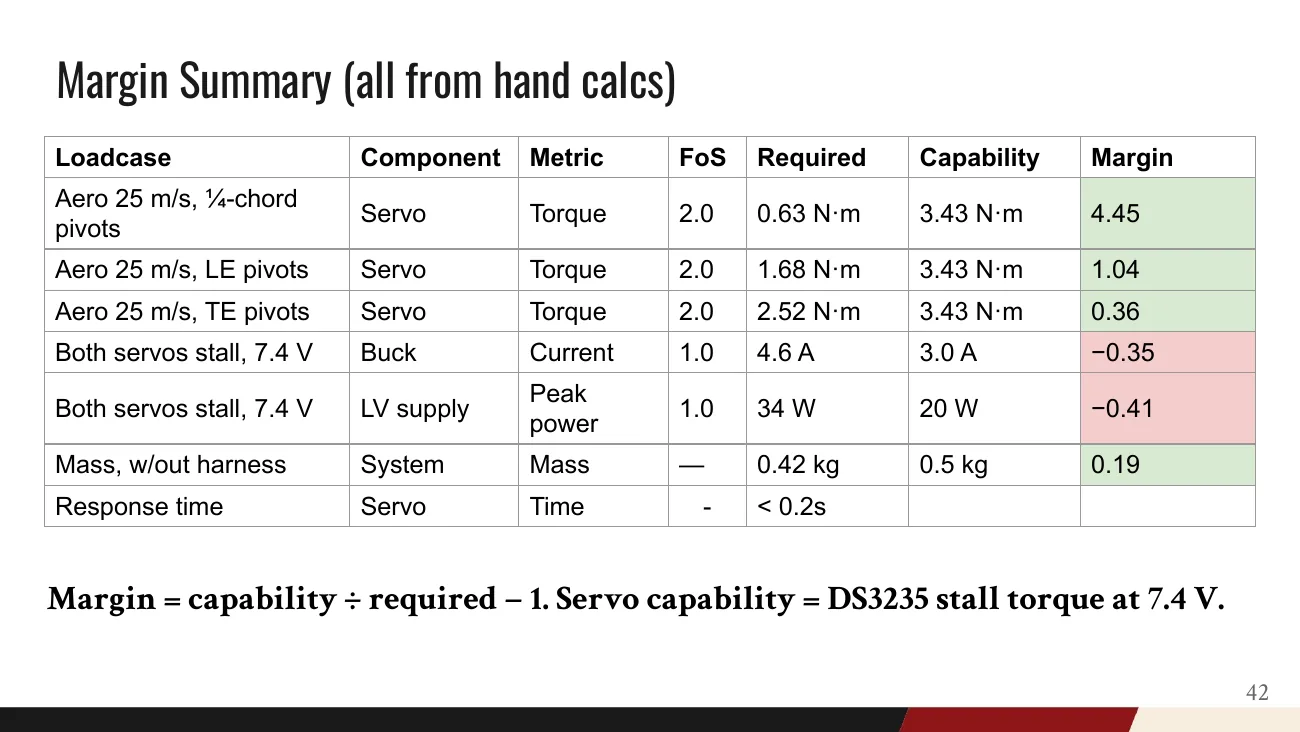 Margin Summary (all from hand calcs)
Loadcase Component Metric FoS Required Capability Margin
Aero 25 m/s, ¼-chord
pivots Servo Torque 2.0 0.63 N·m 3.43 N·m 4.45
Aero 25 m/s, LE pivots Servo Torque 2.0 1.68 N·m 3.43 N·m 1.04
Aero 25 m/s, TE pivots Servo Torque 2.0 2.52 N·m 3.43 N·m 0.36
Both servos stall, 7.4 V Buck Current 1.0 4.6 A 3.0 A −0.35
Both servos stall, 7.4 V LV supply Peak
power 1.0 34 W 20 W −0.41
Mass, w/out harness System Mass — 0.42 kg 0.5 kg 0.19
Response time Servo Time - < 0.2s
Margin = capability ÷ required − 1. Servo capability = DS3235 stall torque at 7.4 V.
42